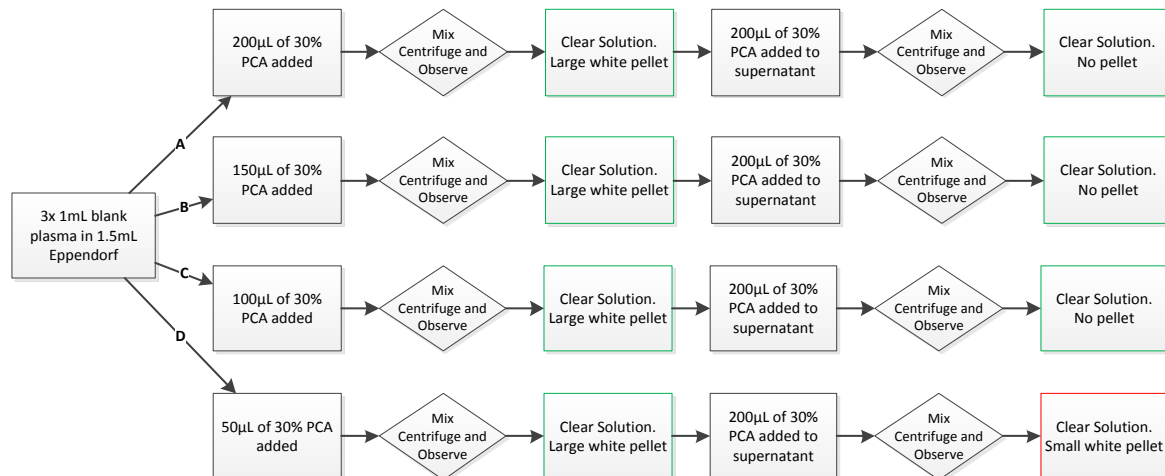 3x 1mL blank
plasma in 1.5mL
Eppendorf
A
200µL of 30%
PCA added
Mix
Centrifuge and
Observe
Clear Solution.
Large white pellet
200µL of 30%
PCA added to
supernatant
Mix
Centrifuge and
Observe
Clear Solution.
No pellet
B
150µL of 30%
PCA added
Mix
Centrifuge and
Observe
Clear Solution.
Large white pellet
200µL of 30%
PCA added to
supernatant
Mix
Centrifuge and
Observe
Clear Solution.
No pellet
C
100µL of 30%
PCA added
Mix
Centrifuge and
Observe
Clear Solution.
Large white pellet
200µL of 30%
PCA added to
supernatant
Mix
Centrifuge and
Observe
Clear Solution.
No pellet
D
50µL of 30% PCA
added
Mix
Centrifuge and
Observe
Clear Solution.
Large white pellet
200µL of 30%
PCA added to
supernatant
Mix
Centrifuge and
Observe
Clear Solution.
Small white pellet